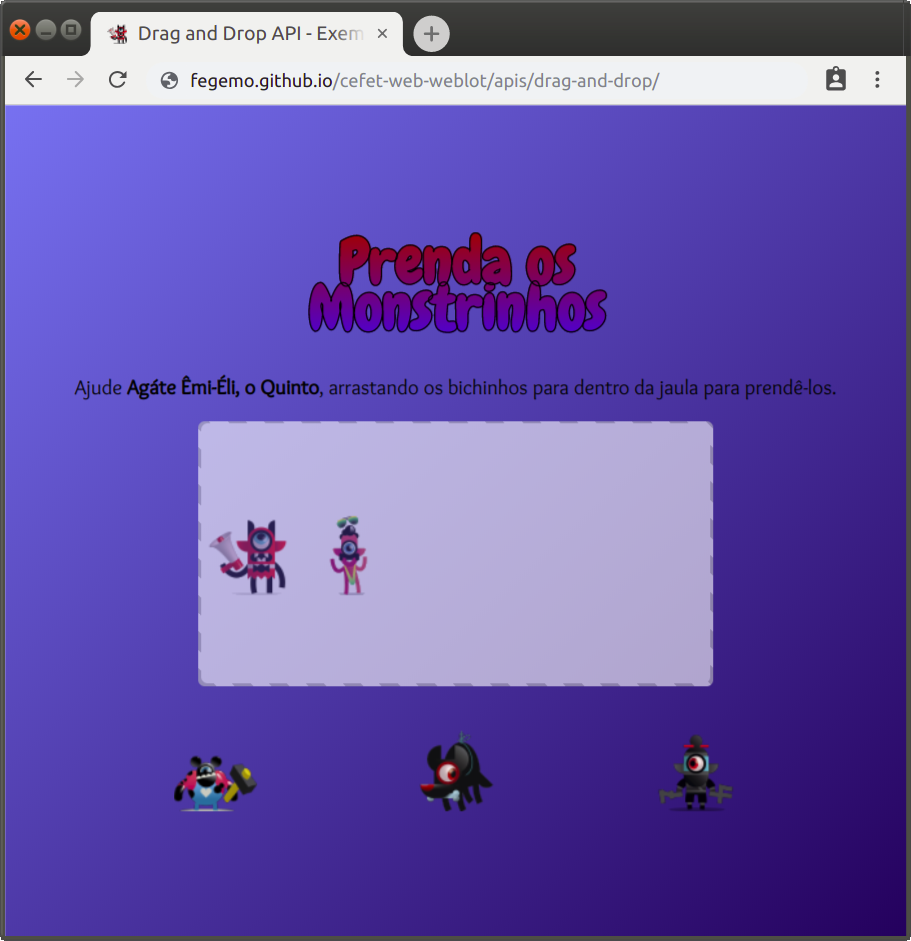 Drag and Drop API - Exem
fegemo.github.io/cefet-web-weblot/apis/drag-and-drop/
Prenda os
Monstrinhos
Ajude Agáte Êmi-Éli, o Quinto, arrastando os bichinhos para dentro da jaula para prendê-los.